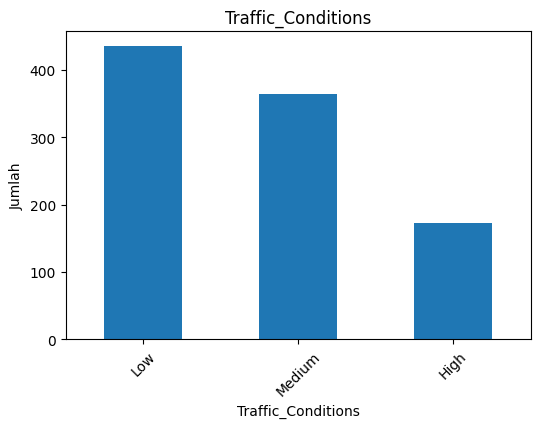 Traffic_Conditions
Jumlah
400
300
200
100
0
Low
Medium
High
Traffic_Conditions